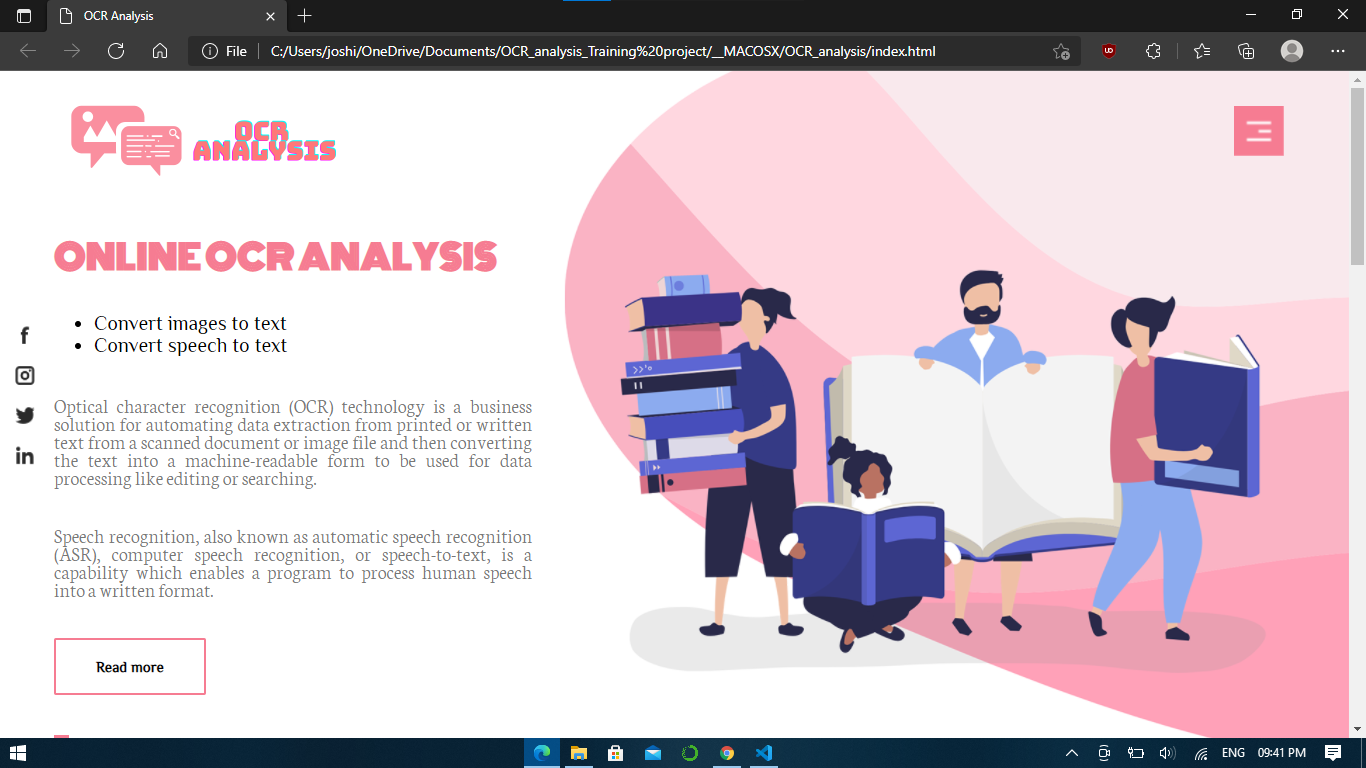 OCR Analysis
File
C:/Users/joshi/OneDrive/Documents/OCR_analysis_Training%20project/__MACOSX/OCR_analysis/index.html
OCR
ANALYSIS
ONLINE OCR ANALYSIS
• Convert images to text
• Convert speech to text
Optical character recognition (OCR) technology is a business
solution for automating data extraction from printed or written
text from a scanned document or image file and then converting
the text into a machine-readable form to be used for data
processing like editing or searching.
Speech recognition, also known as automatic speech recognition
(ASR), computer speech recognition, or speech-to-text, is a
capability which enables a program to process human speech
into a written format.
Read more
ENG
09:41 PM